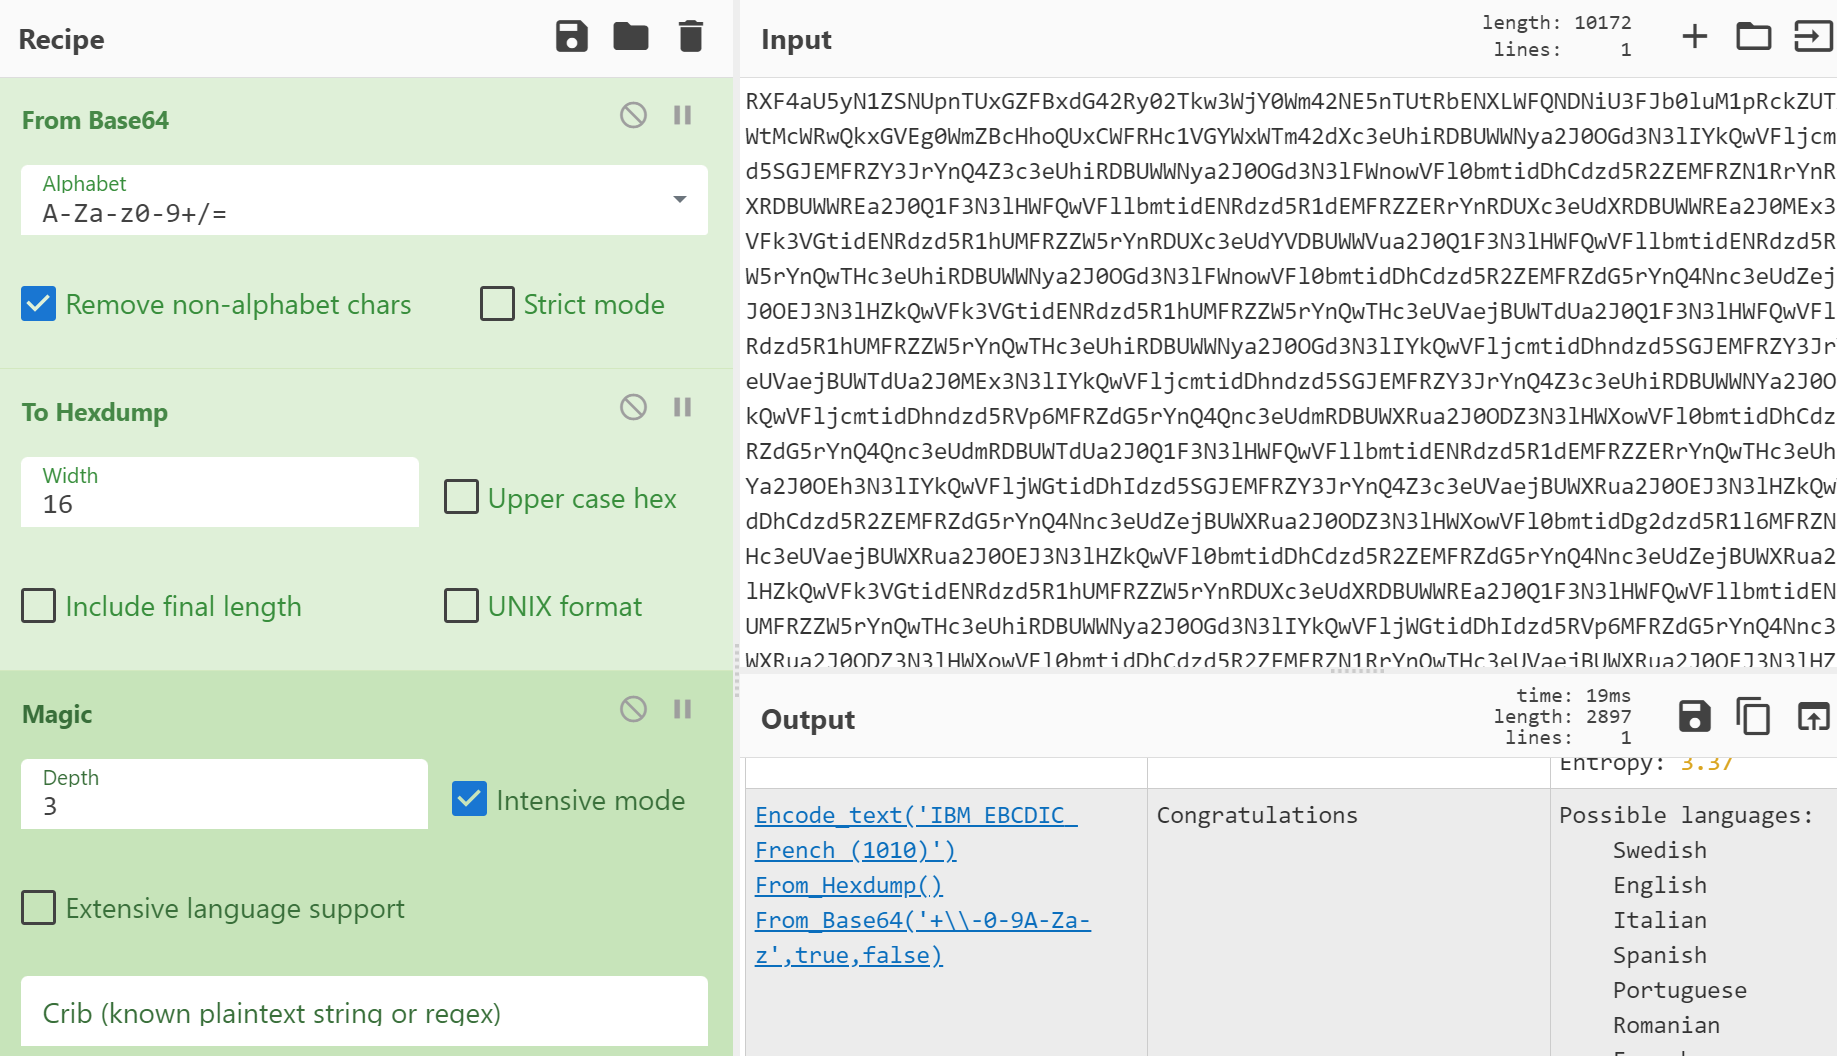 Recipe
From Base64
Alphabet
A-Za-z0-9+/=
Remove non-alphabet chars
Strict mode
To Hexdump
Width
16
Upper case hex
Include final length
UNIX format
Magic
Depth
3
Intensive mode
Extensive language support
Crib (known plaintext string or regex)
Input
length: 10172
lines: 1
RXF4aU5yN1ZSNUpnTUxGZFBxdG42Ry02Tkw3WjY0Wm42NE5nTUtRbENXLWFQNDNiU3FJb0luM1pRckZUT
WtMcWRwQkxGVEg0WmZBcHhoQUxCWFRHc1VGYWxWTm42dXc3eUhiRDBUWWNya2J0OGd3N3lIYkQwVFljcm
d5SGJEMFRZY3JrYnQ4Z3c3eUhiRDBUWWNya2J0OGd3N3lFWnowVFl0bmtidDhCdzd5R2ZEMFRZN1RrYnR
XRDBUWWREa2J0Q1F3N3lHWFQwVFllbmtidENRdzd5R1dEMFRZZERrYnRDUXc3eUdXRDBUWWREa2J0MEx3
VFk3VGtidENRdzd5R1hUMFRZZW5rYnRDUXc3eUdYVDBUWWVua2J0Q1F3N3lHWFQwVFllbmtidENRdzd5R
W5rYnQwTHc3eUhiRDBUWWNya2J0OGd3N3lFWnowVFl0bmtidDhCdzd5R2ZEMFRZdG5rYnQ4Nnc3eUdZej
J0OEJ3N3lHZkQwVFk3VGtidENRdzd5R1hUMFRZZW5rYnQwTHc3eUVaejBUWTdUa2J0Q1F3N3lHWFQwVFl
Rdzd5R1hUMFRZZW5rYnQwTHc3eUhiRDBUWWNya2J0OGd3N3lIYkQwVFljcmtidDhndzd5SGJEMFRZY3Jr
eUVaejBUWTdUa2J0MEx3N3lIYkQwVFljcmtidDhndzd5SGJEMFRZY3JrYnQ4Z3c3eUhiRDBUWWNYa2J0O
kQwVFljcmtidDhndzd5RVp6MFRZdG5rYnQ4Qnc3eUdmRDBUWXRua2J0ODZ3N3lHWXowVFl0bmtidDhCdz
RZdG5rYnQ4Qnc3eUdmRDBUWTdUa2J0Q1F3N3lHWFQwVFllbmtidENRdzd5R1dEMFRZZERrYnQwTHc3eUh
Ya2J0OEh3N3lIYkQwVFljWGtidDhIdzd5SGJEMFRZY3JrYnQ4Z3c3eUVaejBUWXRua2J0OEJ3N3lHZkQw
dDhCdzd5R2ZEMFRZdG5rYnQ4Nnc3eUdZejBUWXRua2J0ODZ3N3lHWXowVFl0bmtidDg2dzd5R1l6MFRZN
Hc3eUVaejBUWXRua2J0OEJ3N3lHZkQwVFl0bmtidDhCdzd5R2ZEMFRZdG5rYnQ4Nnc3eUdZejBUWXRua2
lHZkQwVFk3VGtidENRdzd5R1hUMFRZZW5rYnRDUXc3eUdXRDBUWWREa2J0Q1F3N3lHWFQwVFllbmtidEN
UMFRZZW5rYnQwTHc3eUhiRDBUWWNya2J0OGd3N3lIYkQwVFljWGtidDhIdzd5RVp6MFRZdG5rYnQ4Nnc3
WXRua2J0ODZ3N3lHWXowVFl0bmtidDhCdzd5R2ZEMFRZN1RrYnQwTHc3eUVaejBUWXRua2J0OEJ3N3lHZ
Output
time: 19ms
length: 2897
lines: 1
Entropy: 3.37
Encode_text('IBM EBCDIC
French (1010)')
From_Hexdump()
From_Base64('+\\-0-9A-Za-
z',true,false)
Congratulations
Possible languages:
Swedish
English
Italian
Spanish
Portuguese
Romanian